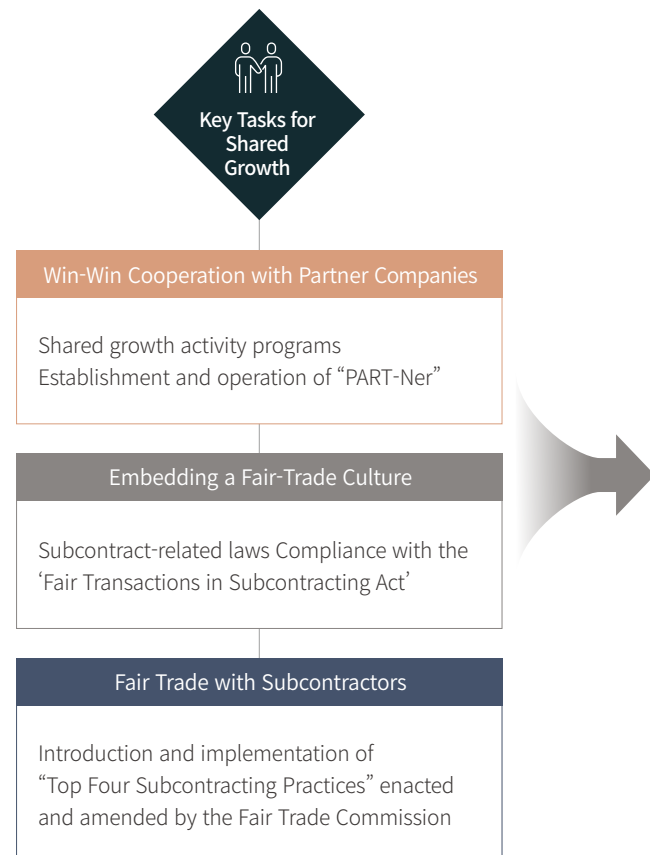 Key Tasks for
Shared
Growth
Win-Win Cooperation with Partner Companies
Shared growth activity programs
Establishment and operation of “PART-Ner”
Embedding a Fair-Trade Culture
Subcontract-related laws Compliance with the
‘Fair Transactions in Subcontracting Act’
Fair Trade with Subcontractors
Introduction and implementation of
“Top Four Subcontracting Practices” enacted
and amended by the Fair Trade Commission